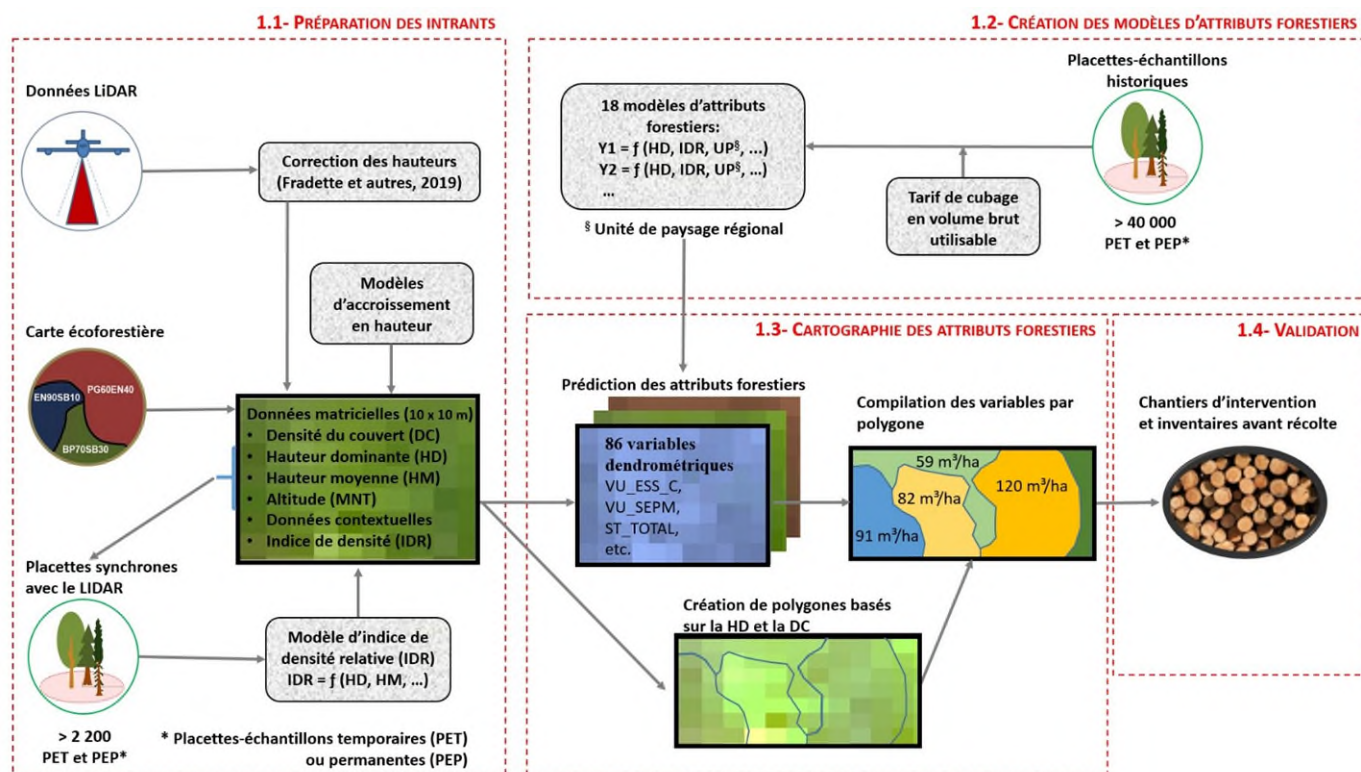 1.1- PRÉPARATION DES INTRANTS
Données LiDAR
Correction des hauteurs
(Fradette et autres, 2019)
Modèles
d'accroissement
en hauteur
Carte écoforestière
PG60EN40
EN90SB10
BP70SB30
Données matricielles (10 x 10 m)
• Densité du couvert (DC)
• Hauteur dominante (HD)
• Hauteur moyenne (HM)
• Altitude (MNT)
• Données contextuelles
• Indice de densité (IDR)
Placettes synchrones
avec le LIDAR
Modèle d'indice de
densité relative (IDR)
IDR = ƒ (HD, HM, ...)
> 2 200
PET et PEP*
* Placettes-échantillons temporaires (PET)
ou permanentes (PEP)
1.2- CRÉATION DES MODÈLES D'ATTRIBUTS FORESTIERS
Placettes-échantillons
historiques
18 modèles d'attributs
forestiers:
Y1 = ƒ (HD, IDR, UP§, ...)
Y2 = ƒ (HD, IDR, UP§, ...)
...
§ Unité de paysage régional
Tarif de cubage
en volume brut
utilisable
> 40 000
PET et PEP*
1.3- CARTOGRAPHIE DES ATTRIBUTS FORESTIERS
Prédiction des attributs forestiers
86 variables
dendrométriques
VU_ESS_C,
VU_SEPM,
ST_TOTAL,
etc.
Compilation des variables par
polygone
59 m³/ha
82 m³/ha
120 m³/ha
91 m³/ha
Création de polygones basés
sur la HD et la DC
1.4- VALIDATION
Chantiers d'intervention
et inventaires avant récolte